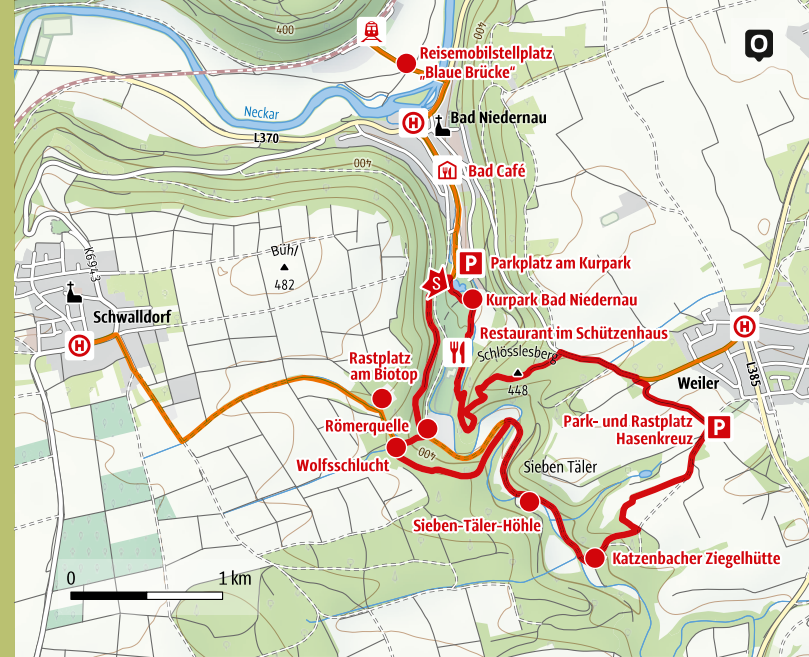 400
400
O
Reisemobilstellplatz
„Blaue Brücke“
Neckar
L370
H
Bad Niedernau
400
Bad Café
K6943
Bühl
482
P
Parkplatz am Kurpark
S
Kurpark Bad Niedernau
Schwalldorf
H
Restaurant im Schützenhaus
H
Schlösslesberg
448
Rastplatz
am Biotop
Weiler
L385
Römerquelle
Park- und Rastplatz
Hasenkreuz
P
400
Wolfsschlucht
Sieben Täler
Sieben-Täler-Höhle
Katzenbacher Ziegelhütte
0 1 km